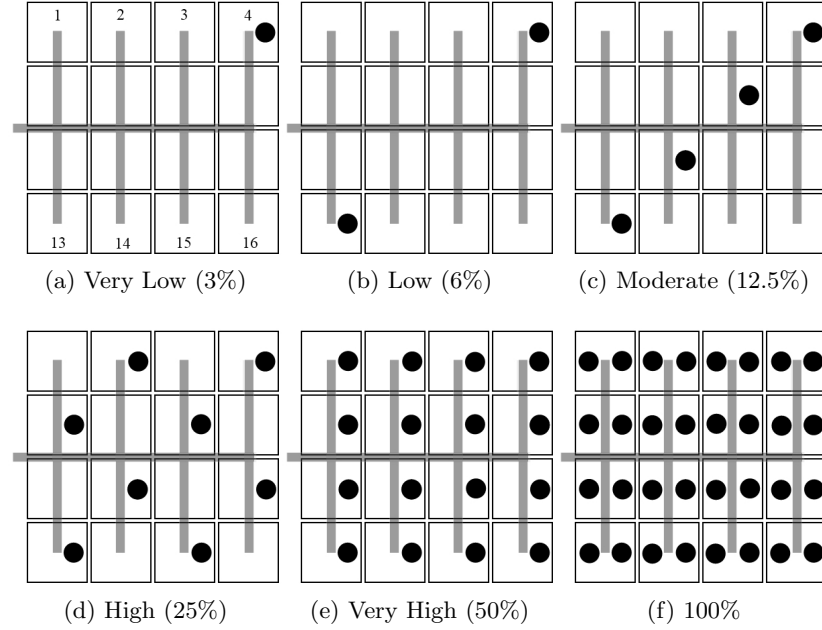 1 2 3 4
13 14 15 16
(a) Very Low (3%) (b) Low (6%) (c) Moderate (12.5%)
(d) High (25%) (e) Very High (50%) (f) 100%